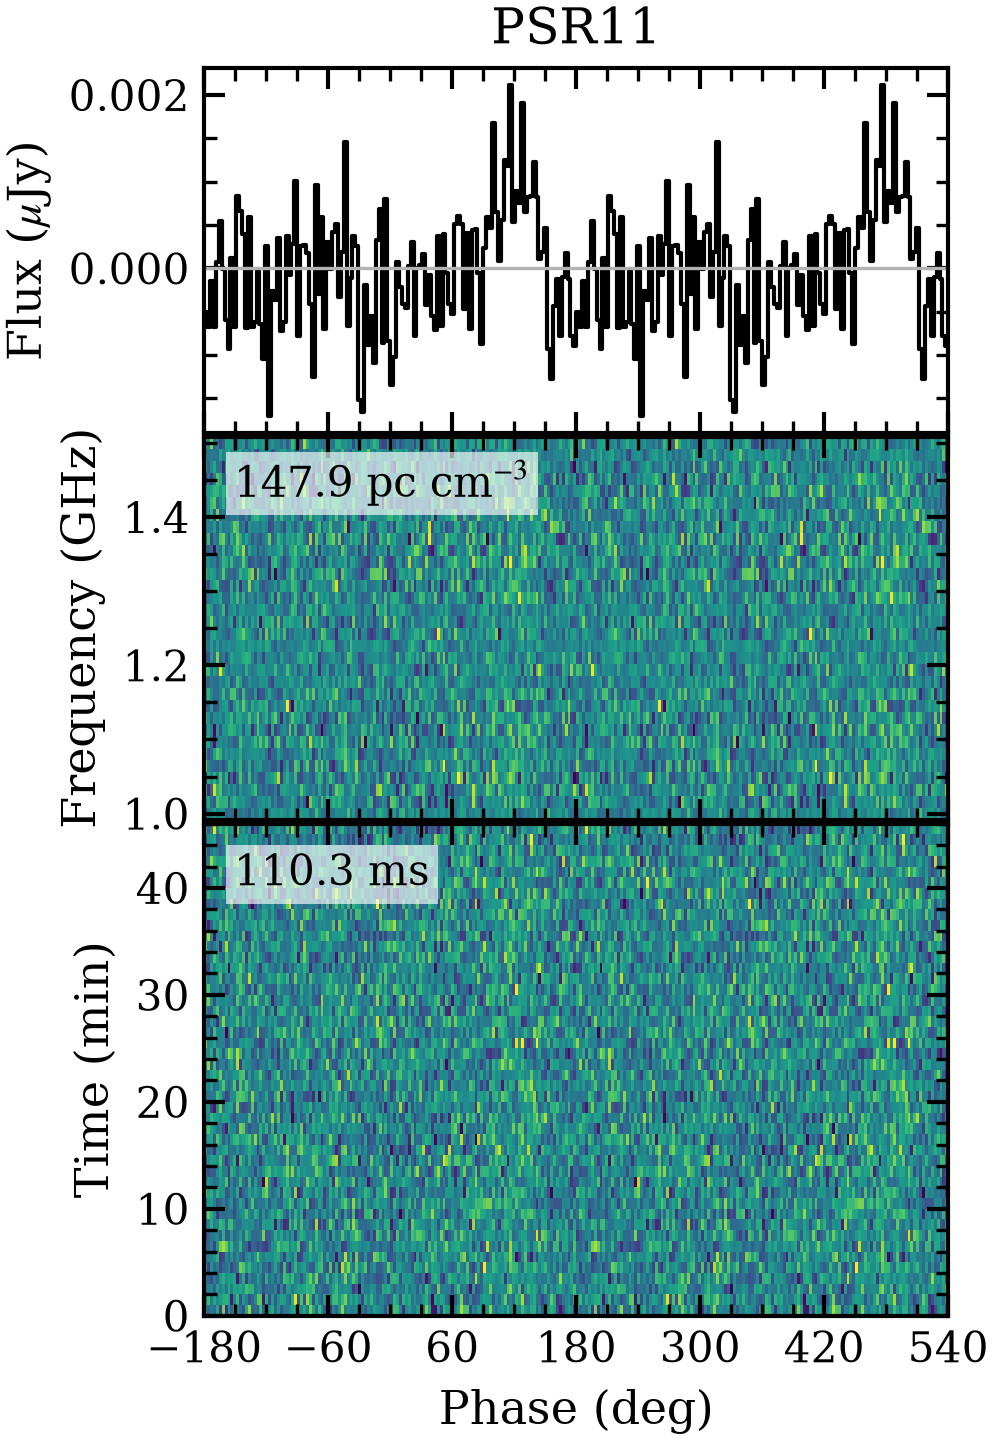 PSR11
0.002
0.000
Flux (μJy)
147.9 pc cm⁻³
1.4
1.2
1.0
Frequency (GHz)
110.3 ms
40
30
20
10
0
Time (min)
−180 −60 60 180 300 420 540
Phase (deg)